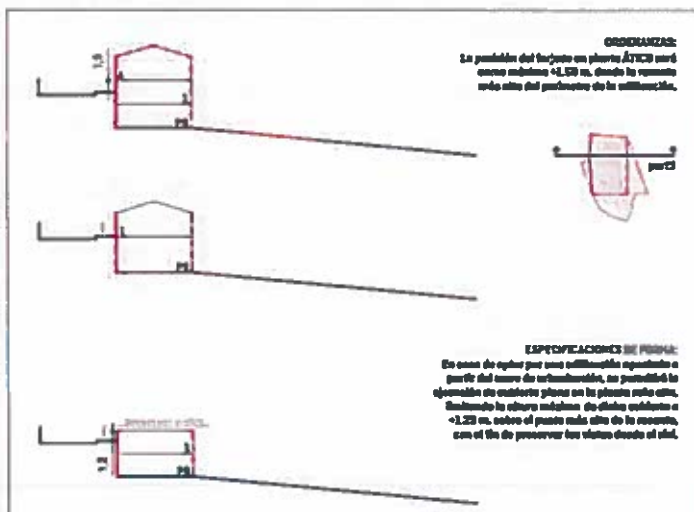 1,5
1
PB
ORDENANZAS:
La posición del forjado en planta ÁTICO será
como máximo +1.50 m. desde la rasante
más alta del perímetro de la edificación.
perfil
1
PB
ESPECIFICACIONES DE FORMA:
En caso de optar por una edificación apoyada a
partir del muro de urbanización, se permitirá la
ejecución de cubierta plana en la planta más alta,
limitando la altura máxima de dicha cubierta a
+1.25 m. sobre el punto más alto de la rasante,
con el fin de preservar las vistas desde el vial.
1
PB